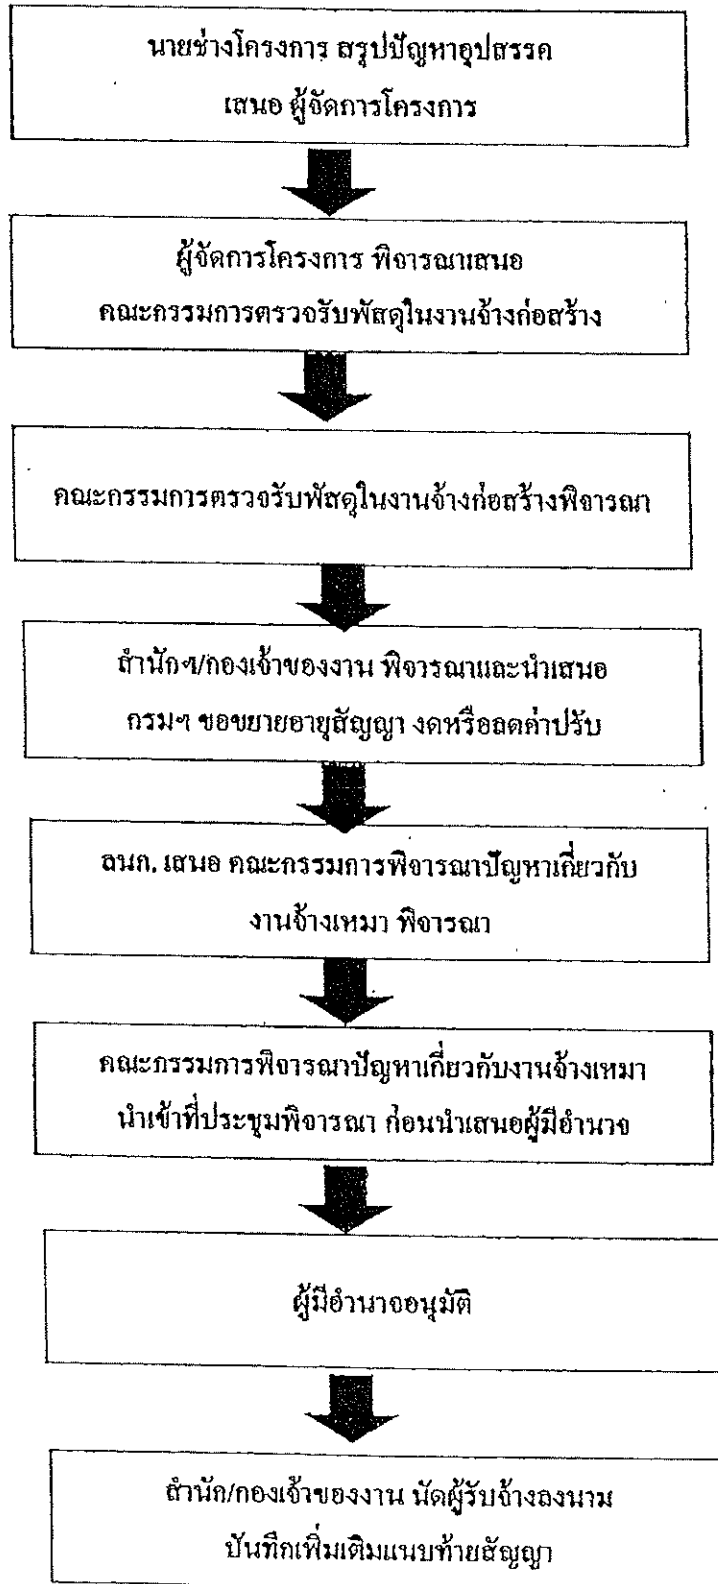 นายช่างโครงการ สรุปปัญหาอุปสรรค
เสนอ ผู้จัดการโครงการ
ผู้จัดการโครงการ พิจารณาเสนอ
คณะกรรมการตรวจรับพัสดุในงานจ้างก่อสร้าง
คณะกรรมการตรวจรับพัสดุในงานจ้างก่อสร้างพิจารณา
สำนักฯ/กองเจ้าของงาน พิจารณาและนำเสนอ
กรมฯ ขอขยายอายุสัญญา งดหรือลดค่าปรับ
ลนก. เสนอ คณะกรรมการพิจารณาปัญหาเกี่ยวกับ
งานจ้างเหมา พิจารณา
คณะกรรมการพิจารณาปัญหาเกี่ยวกับงานจ้างเหมา
นำเข้าที่ประชุมพิจารณา ก่อนนำเสนอผู้มีอำนาจ
ผู้มีอำนาจอนุมัติ
สำนัก/กองเจ้าของงาน นัดผู้รับจ้างลงนาม
บันทึกเพิ่มเติมแนบท้ายสัญญา